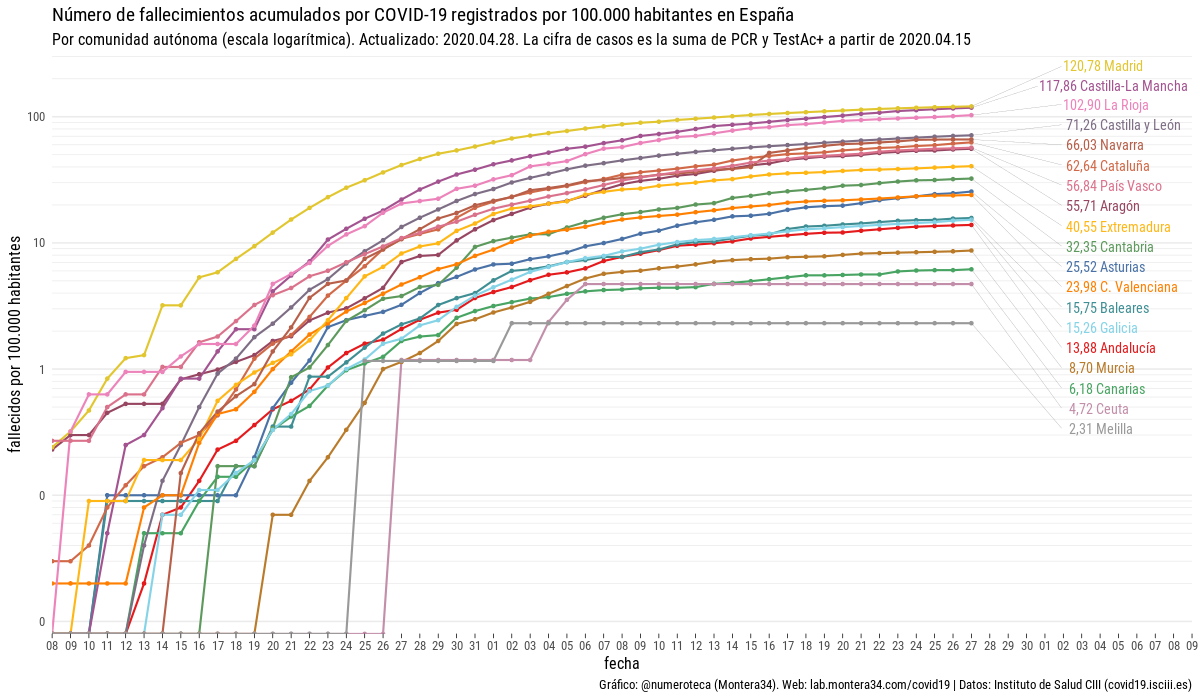 Número de fallecimientos acumulados por COVID-19 registrados por 100.000 habitantes en España
Por comunidad autónoma (escala logarítmica). Actualizado: 2020.04.28. La cifra de casos es la suma de PCR y TestAc+ a partir de 2020.04.15
fallecidos por 100.000 habitantes
100
10
1
0
0
120,78 Madrid
117,86 Castilla-La Mancha
102,90 La Rioja
71,26 Castilla y León
66,03 Navarra
62,64 Cataluña
56,84 País Vasco
55,71 Aragón
40,55 Extremadura
32,35 Cantabria
25,52 Asturias
23,98 C. Valenciana
15,75 Baleares
15,26 Galicia
13,88 Andalucía
8,70 Murcia
6,18 Canarias
4,72 Ceuta
2,31 Melilla
08 09 10 11 12 13 14 15 16 17 18 19 20 21 22 23 24 25 26 27 28 29 30 31 01 02 03 04 05 06 07 08 09 10 11 12 13 14 15 16 17 18 19 20 21 22 23 24 25 26 27 28 29 30 01 02 03 04 05 06 07 08 09
fecha
Gráfico: @numeroteca (Montera34). Web: lab.montera34.com/covid19 | Datos: Instituto de Salud CIII (covid19.isciii.es)